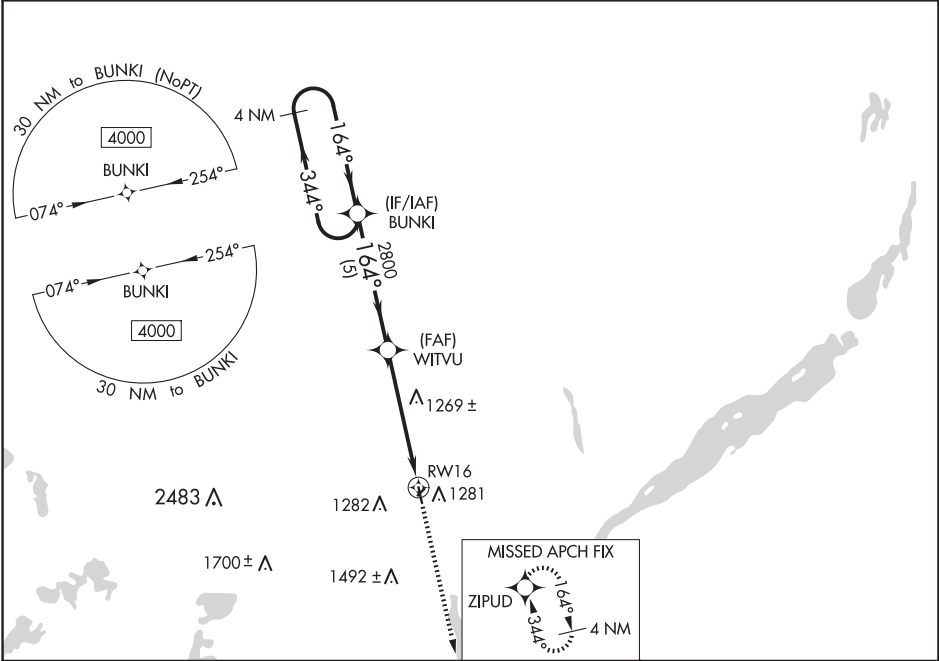 30 NM to BUNKI (NoPT)
4000
BUNKI
074°
254°
254°
074°
BUNKI
4000
30 NM to BUNKI
4 NM
164°
344°
(IF/IAF)
BUNKI
2800
164°
(5)
(FAF)
WITVU
1269 ±
RW16
1281
2483
1282
1700 ±
1492 ±
MISSED APCH FIX
ZIPUD
164°
344°
4 NM